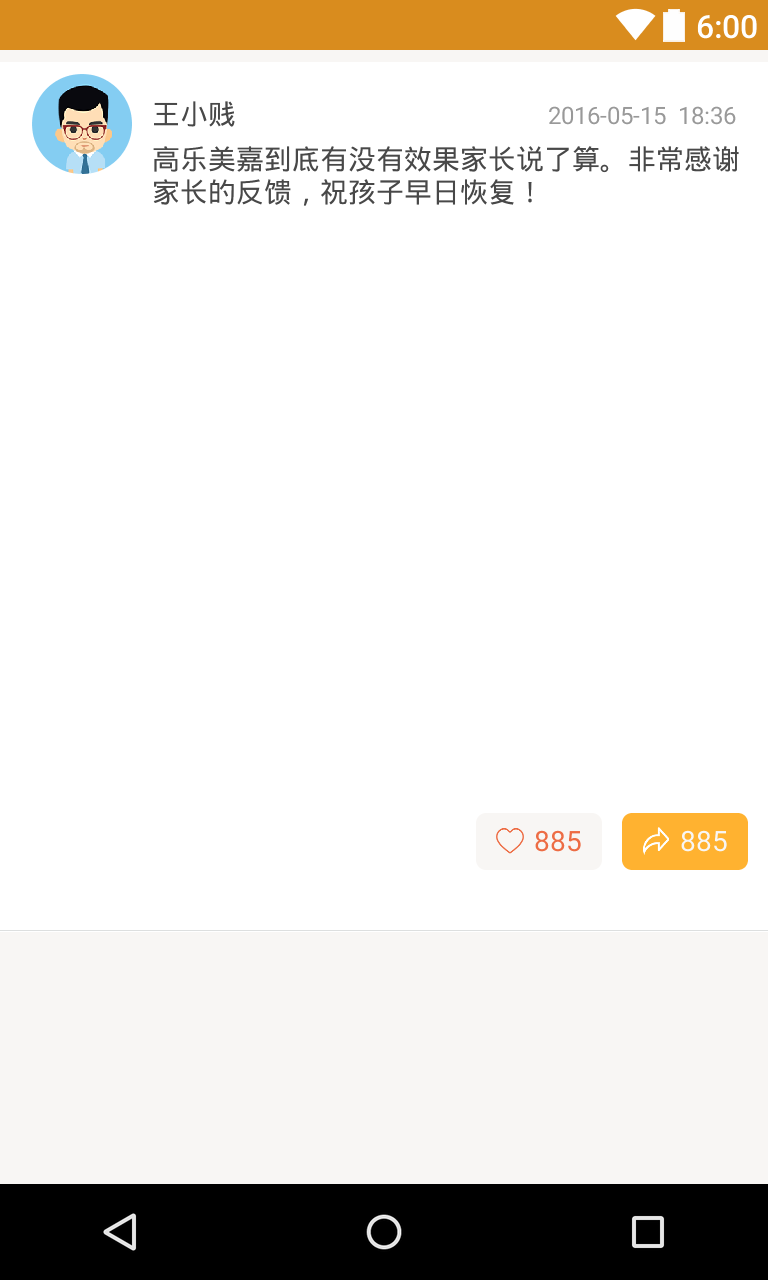 6:00
王小贱
2016-05-15 18:36
高乐美嘉到底有没有效果家长说了算。非常感谢
家长的反馈，祝孩子早日恢复！
885
885